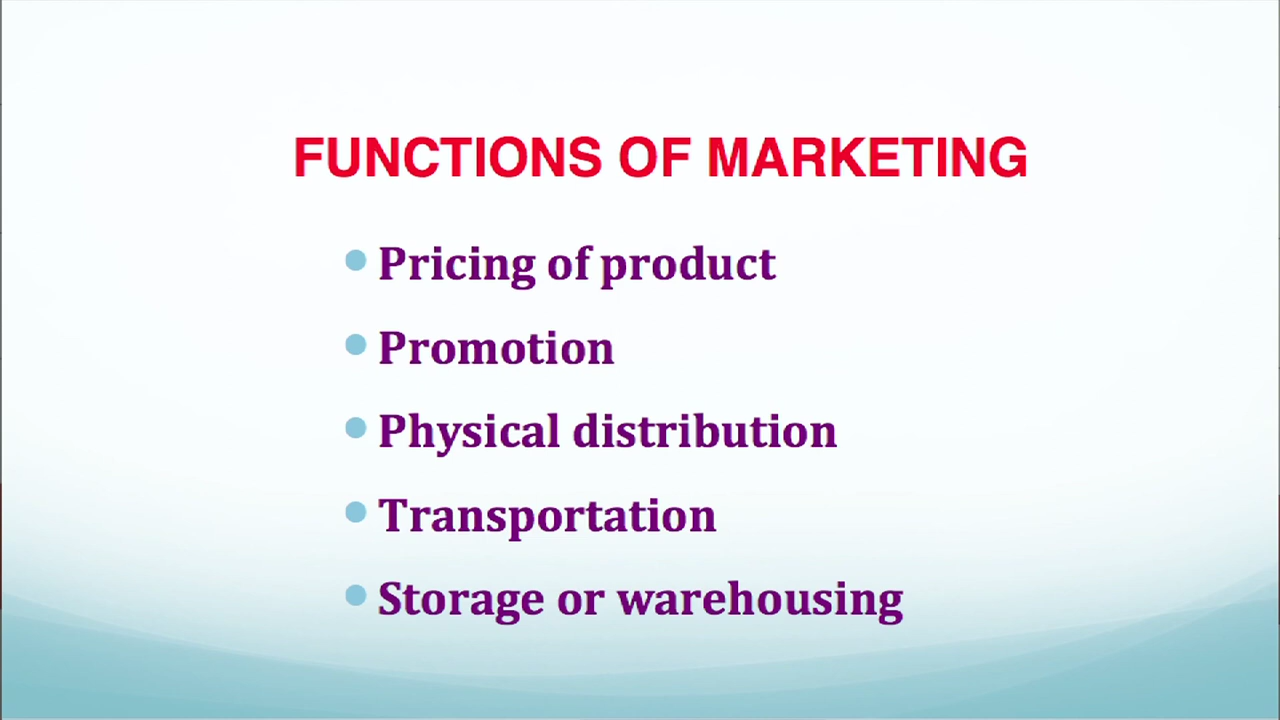 FUNCTIONS OF MARKETING
Pricing of product
Promotion
Physical distribution
Transportation
Storage or warehousing